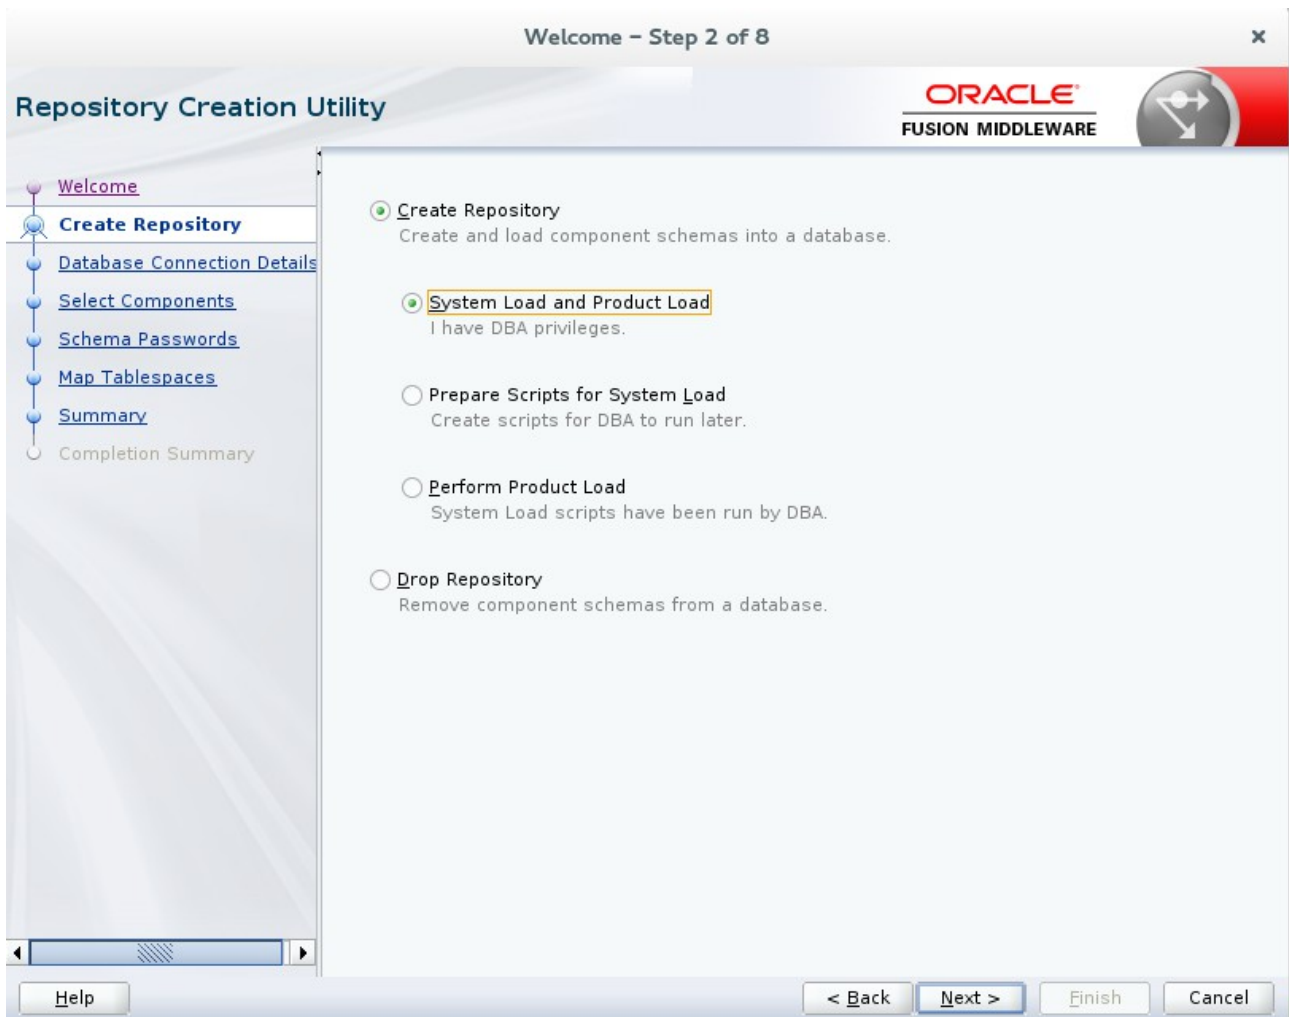 Welcome – Step 2 of 8
×
Repository Creation Utility
ORACLE
FUSION MIDDLEWARE
Welcome
Create Repository
Database Connection Details
Select Components
Schema Passwords
Map Tablespaces
Summary
Completion Summary
Create Repository
Create and load component schemas into a database.
System Load and Product Load
I have DBA privileges.
Prepare Scripts for System Load
Create scripts for DBA to run later.
Perform Product Load
System Load scripts have been run by DBA.
Drop Repository
Remove component schemas from a database.
Help
< Back
Next >
Finish
Cancel